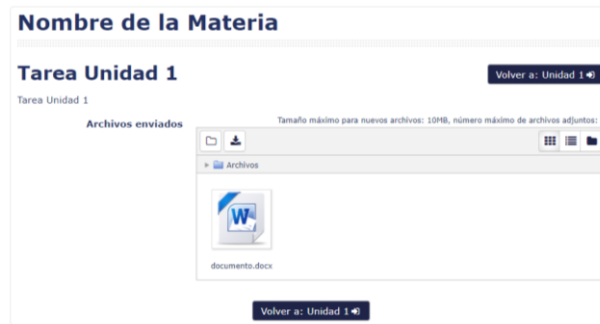 Nombre de la Materia
Tarea Unidad 1
Volver a: Unidad 1
Tarea Unidad 1
Archivos enviados
Tamaño máximo para nuevos archivos: 10MB, número máximo de archivos adjuntos:
Archivos
W
documento.docx
Volver a: Unidad 1